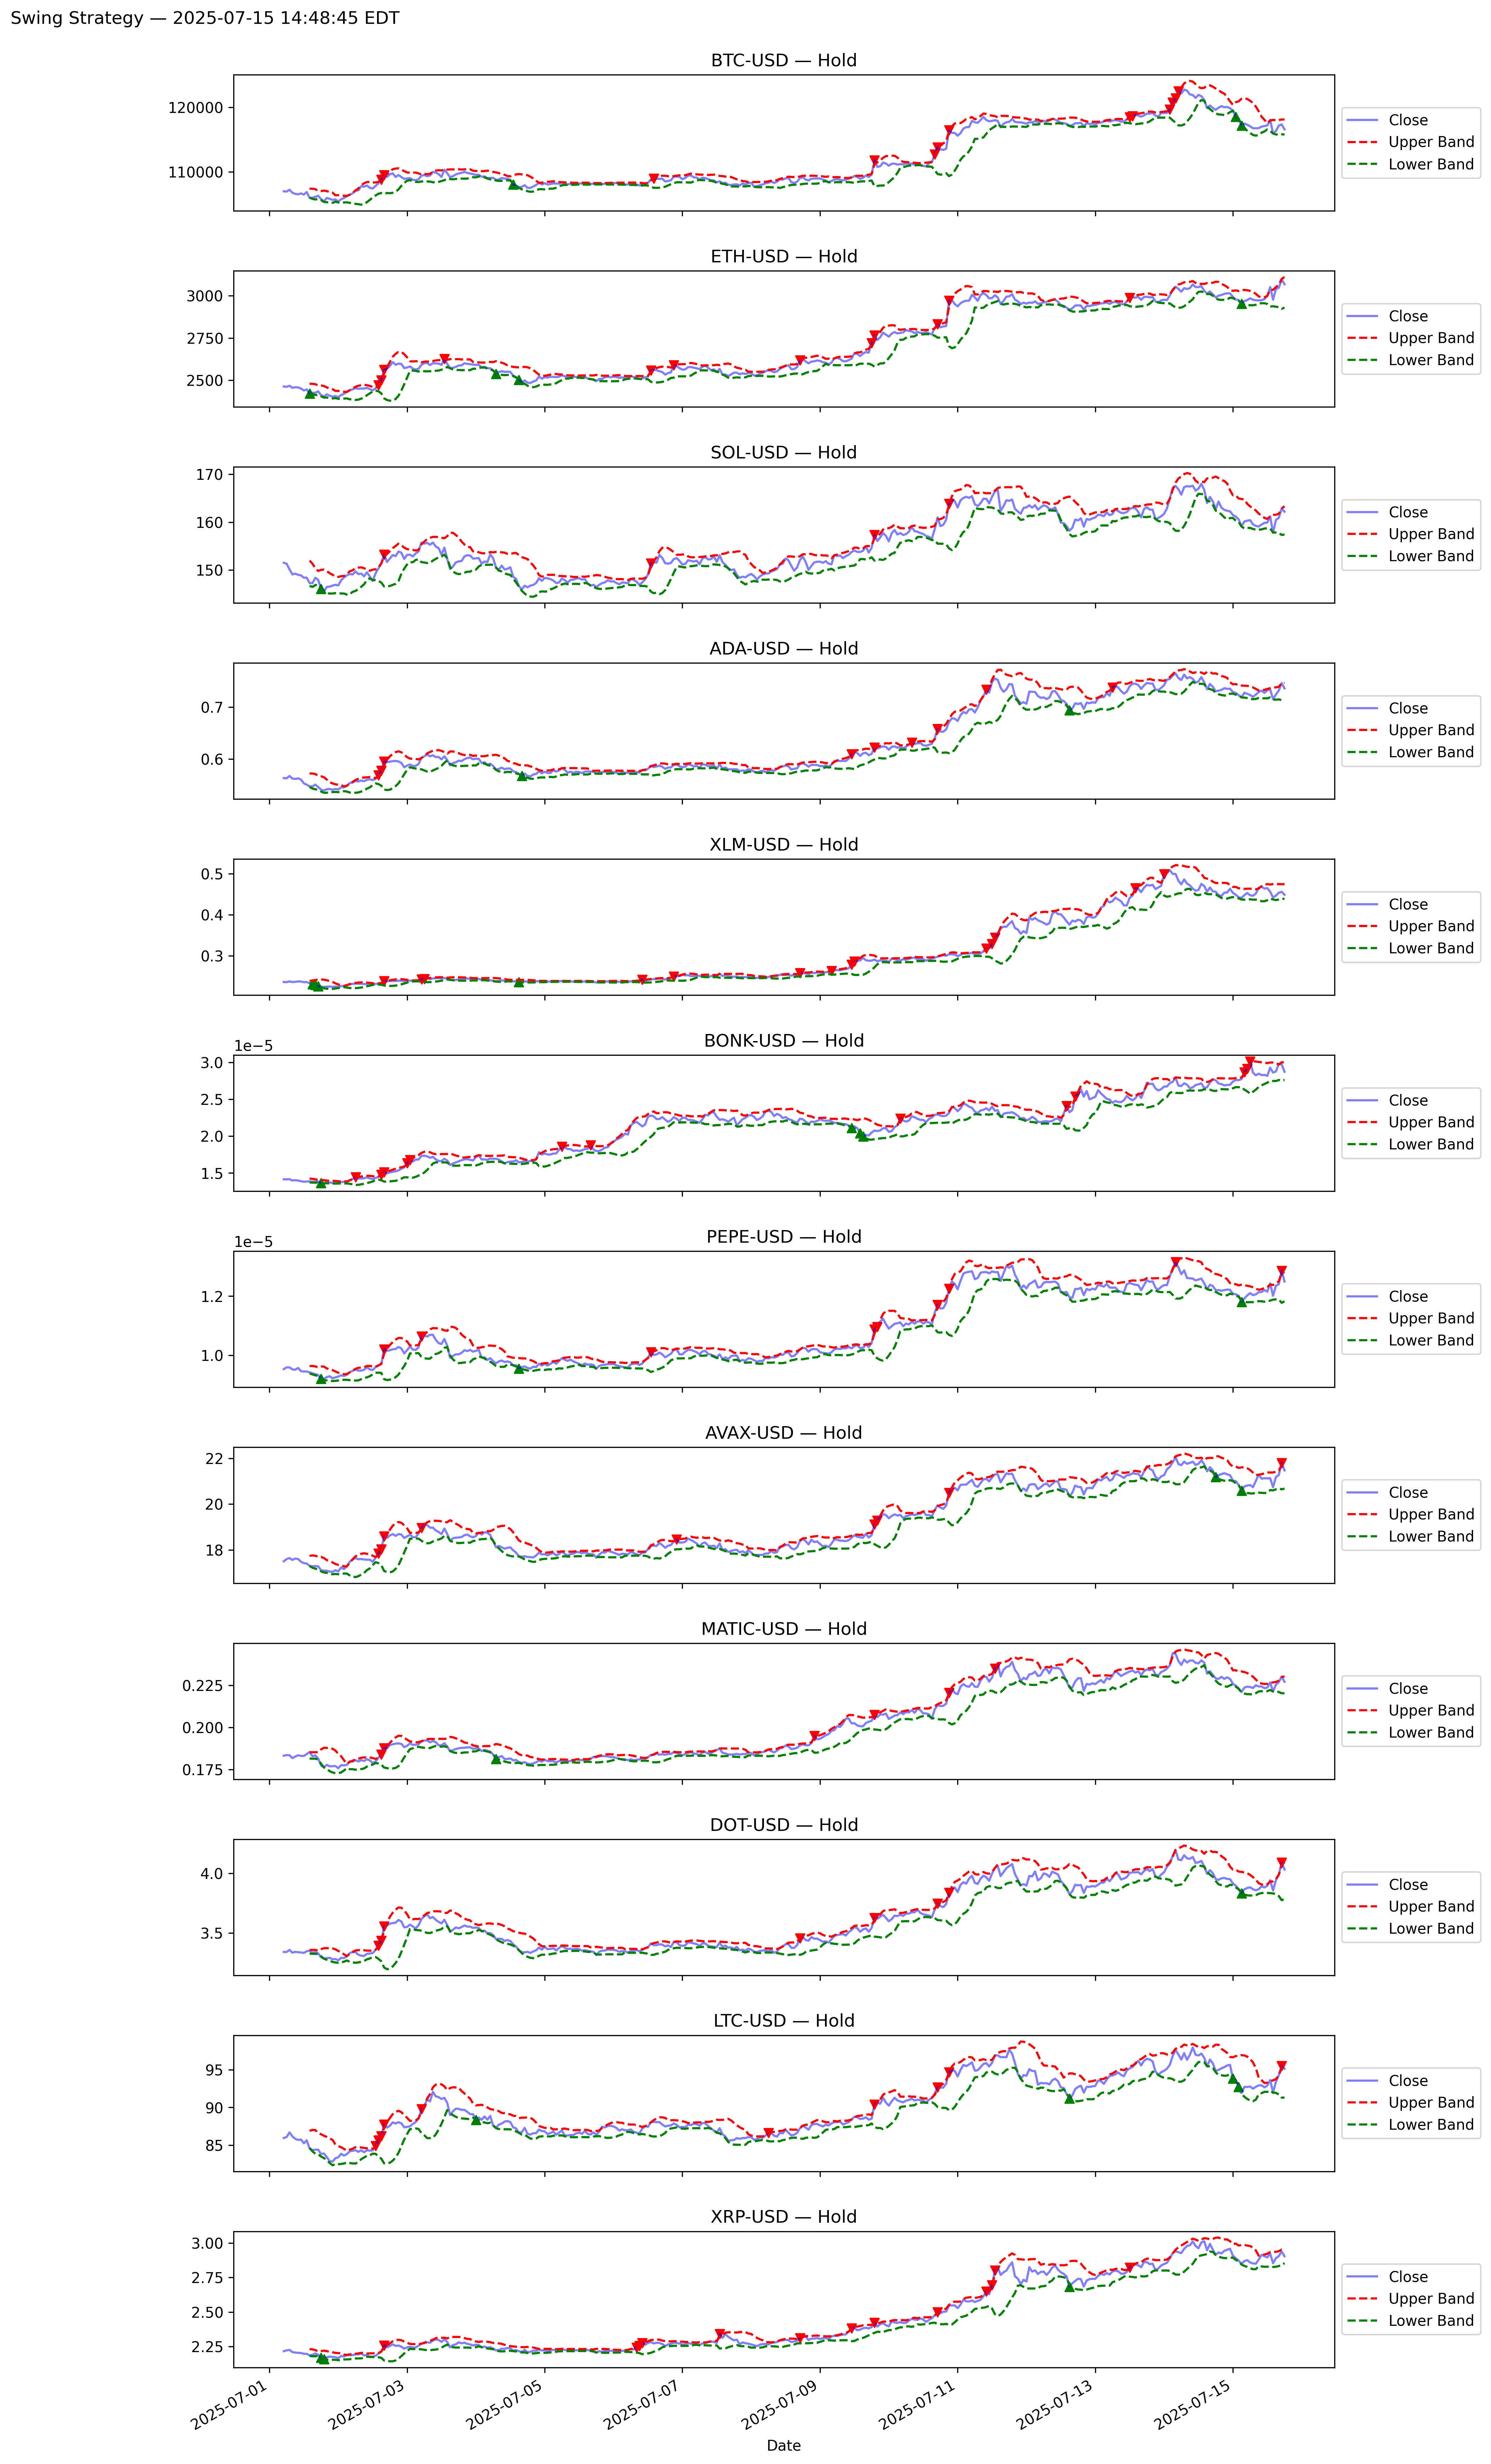 Swing Strategy — 2025-07-15 14:48:45 EDT
BTC-USD — Hold
120000
110000
Close
Upper Band
Lower Band
ETH-USD — Hold
3000
2750
2500
Close
Upper Band
Lower Band
SOL-USD — Hold
170
160
150
Close
Upper Band
Lower Band
ADA-USD — Hold
0.7
0.6
Close
Upper Band
Lower Band
XLM-USD — Hold
0.5
0.4
0.3
Close
Upper Band
Lower Band
BONK-USD — Hold
1e−5
3.0
2.5
2.0
1.5
Close
Upper Band
Lower Band
PEPE-USD — Hold
1e−5
1.2
1.0
Close
Upper Band
Lower Band
AVAX-USD — Hold
22
20
18
Close
Upper Band
Lower Band
MATIC-USD — Hold
0.225
0.200
0.175
Close
Upper Band
Lower Band
DOT-USD — Hold
4.0
3.5
Close
Upper Band
Lower Band
LTC-USD — Hold
95
90
85
Close
Upper Band
Lower Band
XRP-USD — Hold
3.00
2.75
2.50
2.25
Close
Upper Band
Lower Band
2025-07-01
2025-07-03
2025-07-05
2025-07-07
2025-07-09
2025-07-11
2025-07-13
2025-07-15
Date